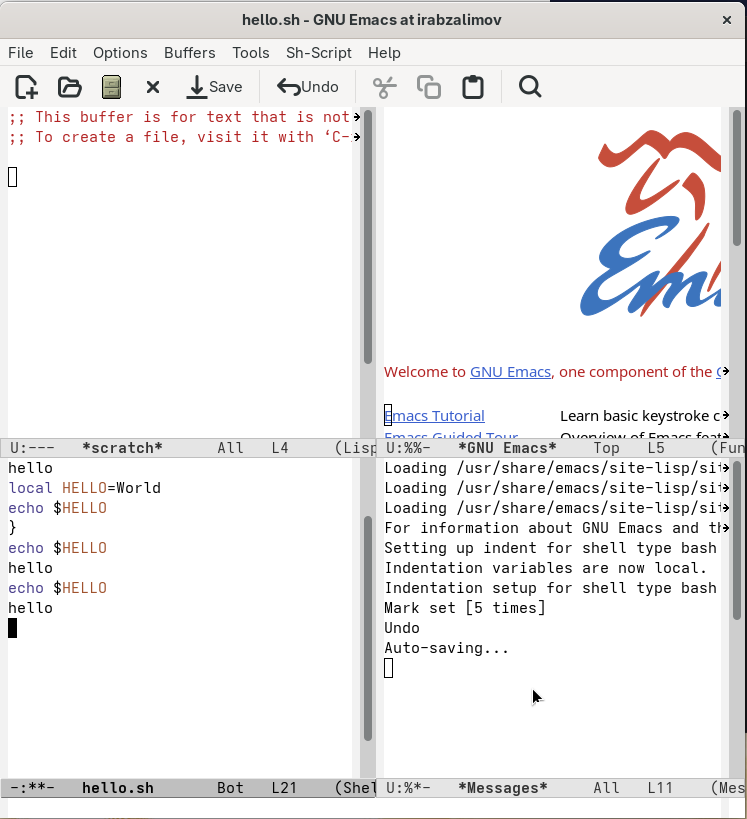 hello.sh - GNU Emacs at irabzalimov
File Edit Options Buffers Tools Sh-Script Help
Save Undo
;; This buffer is for text that is not
;; To create a file, visit it with ‘C-
U:--- *scratch* All L4 (Lisp
Em
Welcome to GNU Emacs, one component of the G
Emacs Tutorial Learn basic keystroke c
Emacs Guided Tour Overview of Emacs feat
U:%%- *GNU Emacs* Top L5 (Fun
hello
local HELLO=World
echo $HELLO
}
echo $HELLO
hello
echo $HELLO
hello
-:**- hello.sh Bot L21 (Shel
Loading /usr/share/emacs/site-lisp/sit
Loading /usr/share/emacs/site-lisp/sit
Loading /usr/share/emacs/site-lisp/sit
For information about GNU Emacs and th
Setting up indent for shell type bash
Indentation variables are now local.
Indentation setup for shell type bash
Mark set [5 times]
Undo
Auto-saving...
U:%*- *Messages* All L11 (Mes